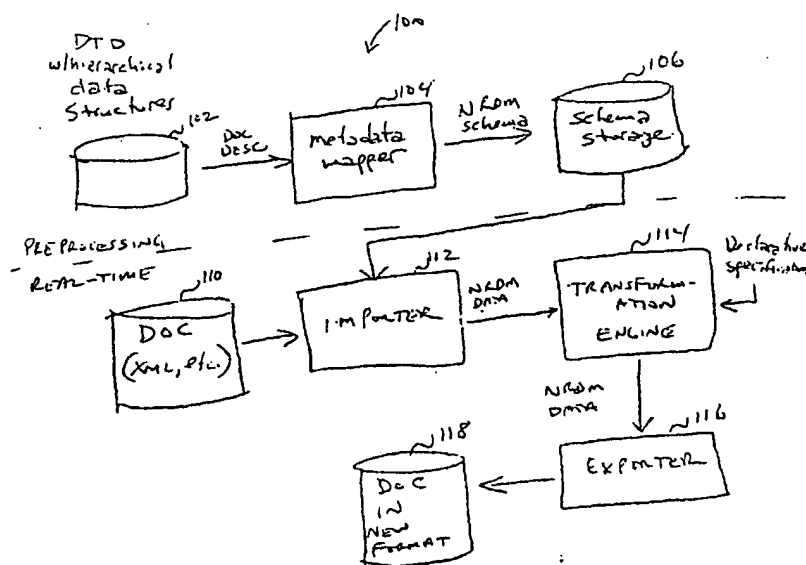 100
DTD
w/hierarchical
data
structures
102
DOC
DESC
104
metadata
mapper
NRDM
schema
106
schema
storage
PREPROCESSING
REAL-TIME
110
DOC
(XML, etc.)
112
IMPORTER
NRDM
DATA
114
TRANSFORM-
ATION
ENGINE
Declarative
NRDM
DATA
116
EXPORTER
118
DOC
IN
NEW
FORMAT